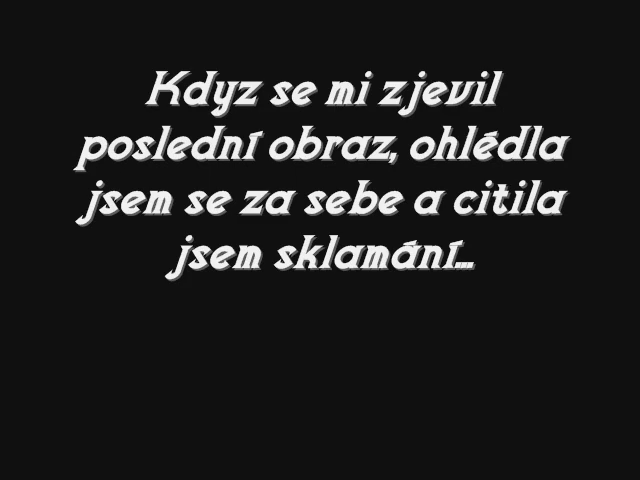 Kdyz se mi zjevil
poslední obraz, ohlédla
jsem se za sebe a citila
jsem sklamání...